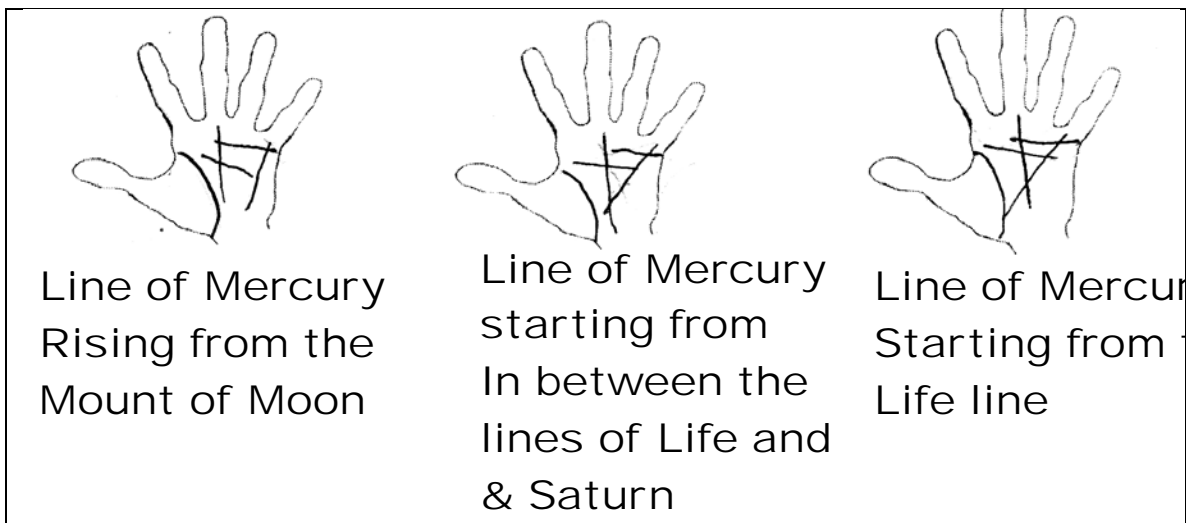 Line of Mercury
Rising from the
Mount of Moon
Line of Mercury
starting from
In between the
lines of Life and
& Saturn
Line of Mercur
Starting from
Life line